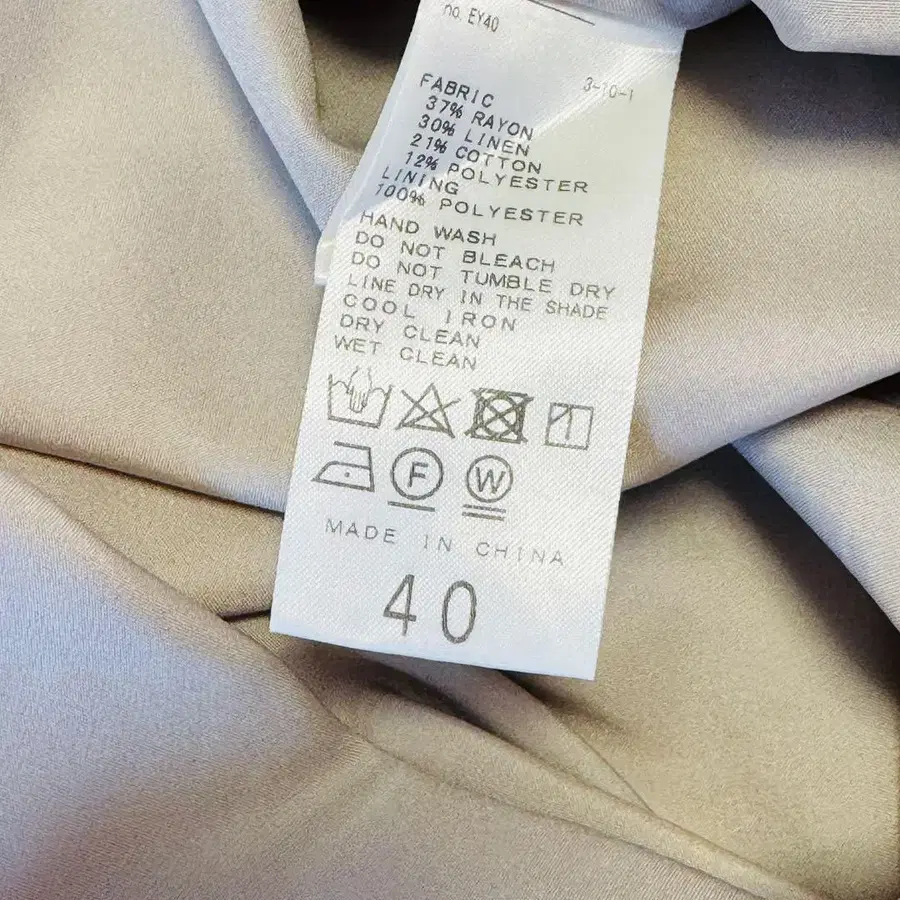 no. EY40
3-10-1
FABRIC
37% RAYON
30% LINEN
21% COTTON
12% POLYESTER
LINING
100% POLYESTER
HAND WASH
DO NOT BLEACH
DO NOT TUMBLE DRY
LINE DRY IN THE SHADE
COOL IRON
DRY CLEAN
WET CLEAN
F W
MADE IN CHINA
40